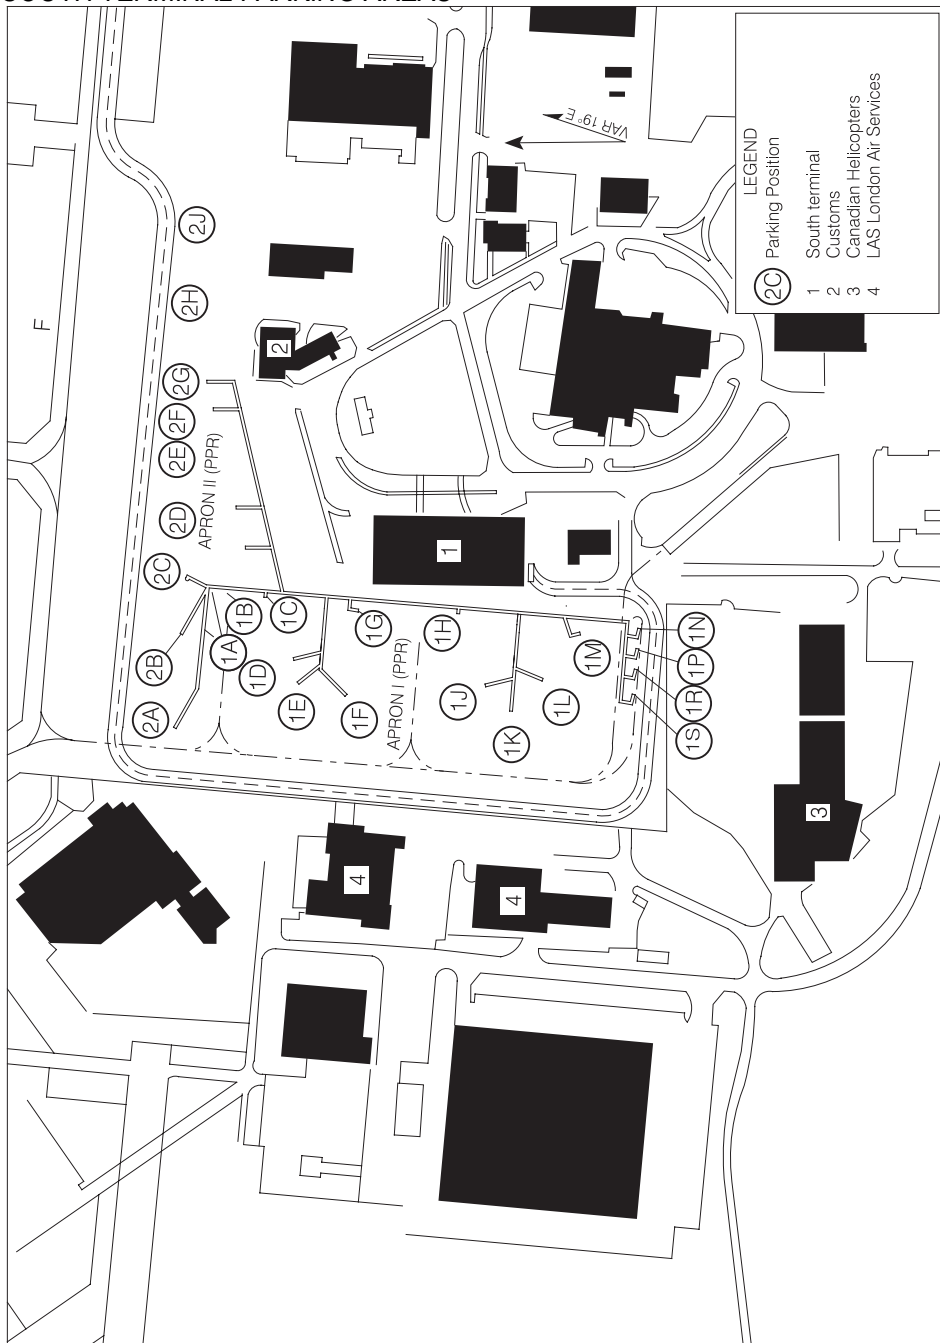 SOUTH TERMINAL PARKING AREAS
F
2J
2H
2G
2F
2E
2D
2C
2B
2A
APRON II (PPR)
VAR 19° E
2
1
1B
1C
1A
1D
1E
1F
1G
1H
APRON I (PPR)
1J
1K
1L
1M
1N
1P
1R
1S
4
4
3
LEGEND
2C Parking Position
1 South terminal
2 Customs
3 Canadian Helicopters
4 LAS London Air Services